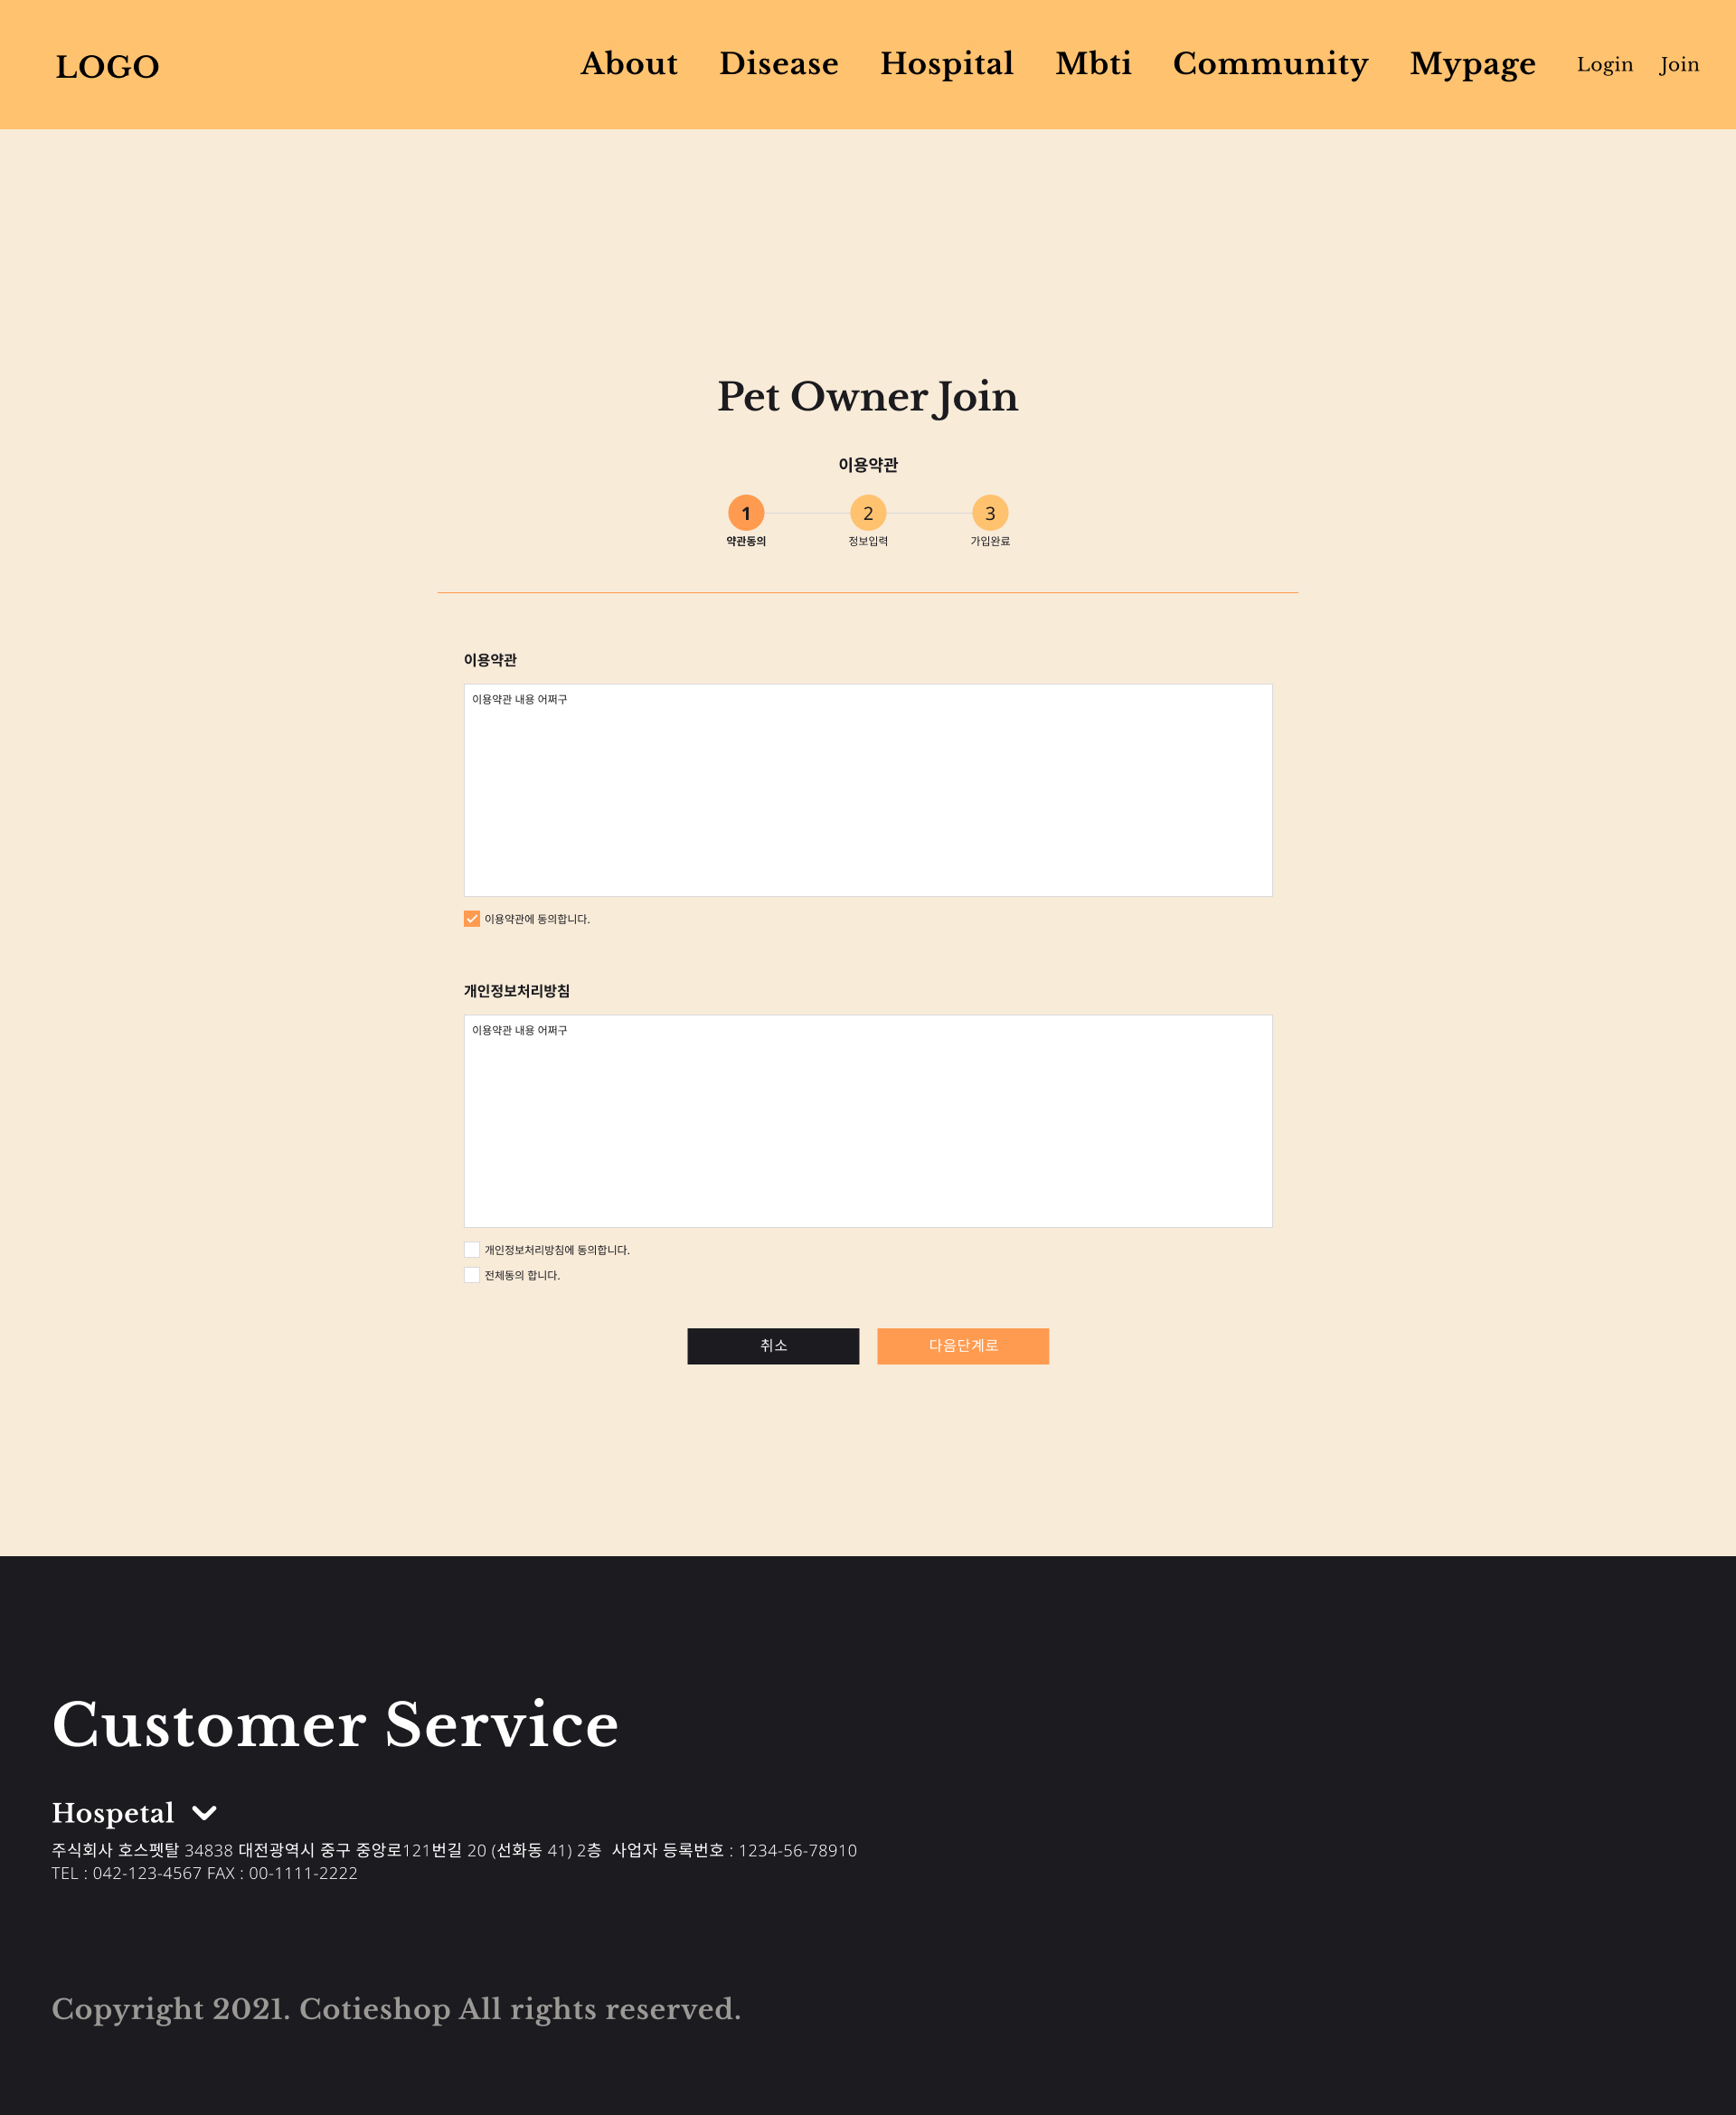 LOGO
About Disease Hospital Mbti Community Mypage Login Join
Pet Owner Join
이용약관
1 2 3
약관동의 정보입력 가입완료
이용약관
이용약관 내용 어쩌구
이용약관에 동의합니다.
개인정보처리방침
이용약관 내용 어쩌구
개인정보처리방침에 동의합니다.
전체동의 합니다.
취소 다음단계로
Customer Service
Hospetal
주식회사 호스펫탈 34838 대전광역시 중구 중앙로121번길 20 (선화동 41) 2층 사업자 등록번호 : 1234-56-78910
TEL : 042-123-4567 FAX : 00-1111-2222
Copyright 2021. Cotieshop All rights reserved.